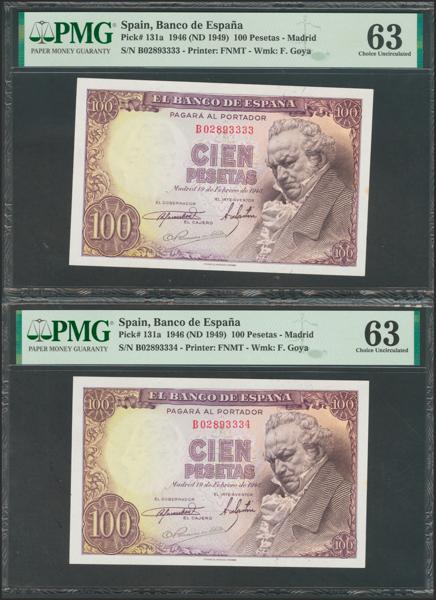 PMG
PAPER MONEY GUARANTY
Spain, Banco de España
Pick# 131a 1946 (ND 1949) 100 Pesetas - Madrid
S/N B02893333 - Printer: FNMT - Wmk: F. Goya
63
Choice Uncirculated
100
EL BANCO DE ESPAÑA
100
PAGARÁ AL PORTADOR
B02893333
CIEN
PESETAS
Madrid 19 de Febrero de 1946
EL GOBERNADOR
EL INTERVENTOR
EL CAJERO
100
100
PMG
PAPER MONEY GUARANTY
Spain, Banco de España
Pick# 131a 1946 (ND 1949) 100 Pesetas - Madrid
S/N B02893334 - Printer: FNMT - Wmk: F. Goya
63
Choice Uncirculated
100
EL BANCO DE ESPAÑA
100
PAGARÁ AL PORTADOR
B02893334
CIEN
PESETAS
Madrid 19 de Febrero de 1946
EL GOBERNADOR
EL INTERVENTOR
EL CAJERO
100
100